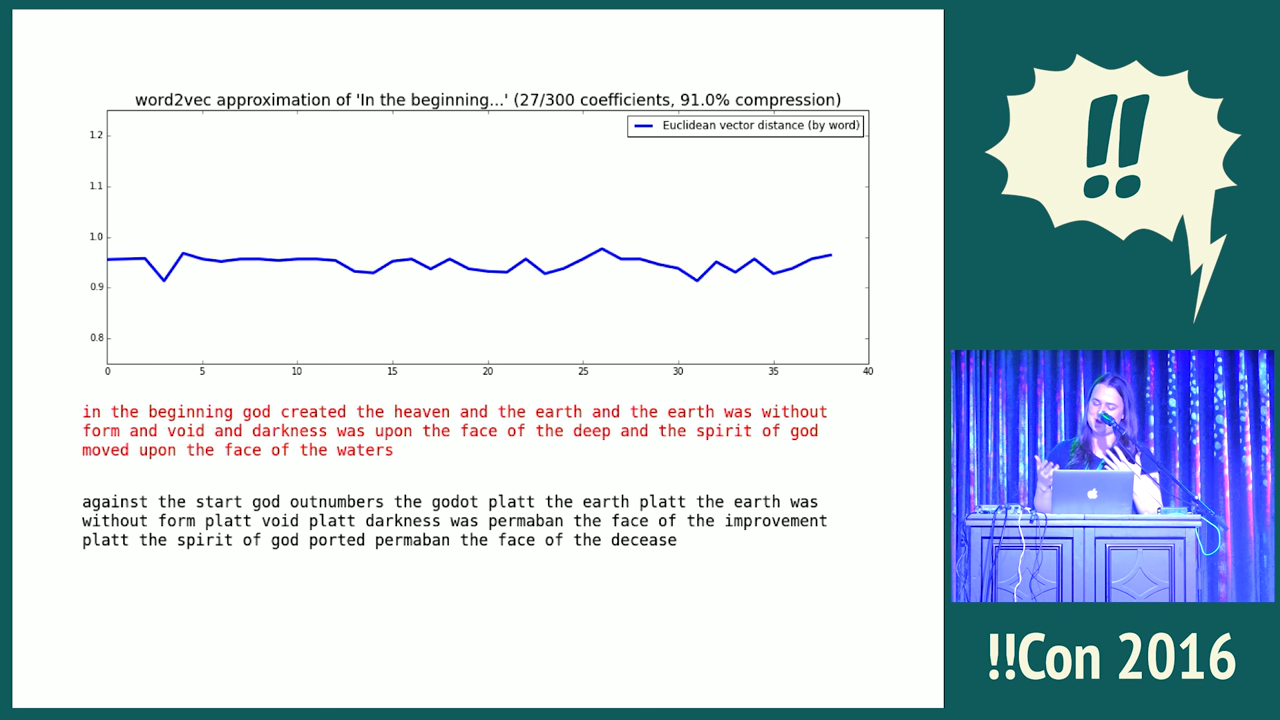 word2vec approximation of 'In the beginning...' (27/300 coefficients, 91.0% compression)
Euclidean vector distance (by word)
1.2
1.1
1.0
0.9
0.8
0 5 10 15 20 25 30 35 40
in the beginning god created the heaven and the earth and the earth was without
form and void and darkness was upon the face of the deep and the spirit of god
moved upon the face of the waters
against the start god outnumbers the godot platt the earth platt the earth was
without form platt void platt darkness was permaban the face of the improvement
platt the spirit of god ported permaban the face of the decease
!!
!!Con 2016